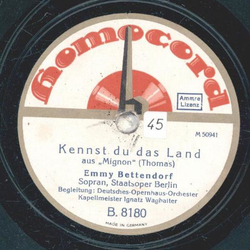 Homocord
Ammre
Lizenz
M 50941
45
Kennst du das Land
aus „Mignon" (Thomas)
Emmy Bettendorf
Sopran, Staatsoper Berlin
Begleitung: Deutsches-Opernhaus-Orchester
Kapellmeister Ignatz Waghalter
B. 8180
MADE IN GERMANY